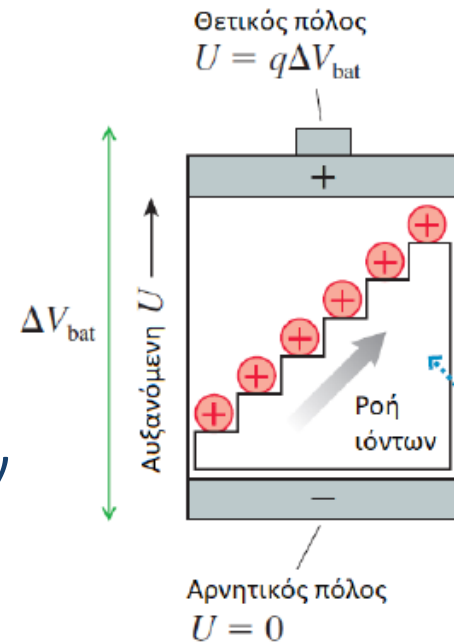 Θετικός πόλος
U = qΔV_bat
+
ΔV_bat
Αυξανόμενη U
+
+
+
+
+
+
Ροή
ιόντων
−
Αρνητικός πόλος
U = 0